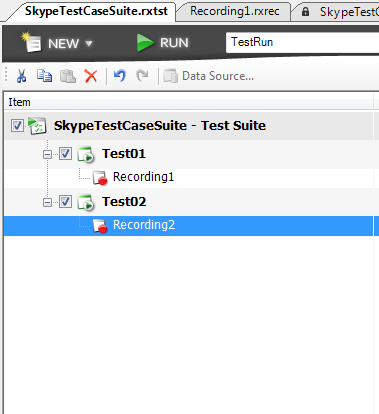 SkypeTestCaseSuite.rxtst Recording1.rxrec SkypeTestC
NEW RUN TestRun
Data Source...
Item
SkypeTestCaseSuite - Test Suite
Test01
Recording1
Test02
Recording2